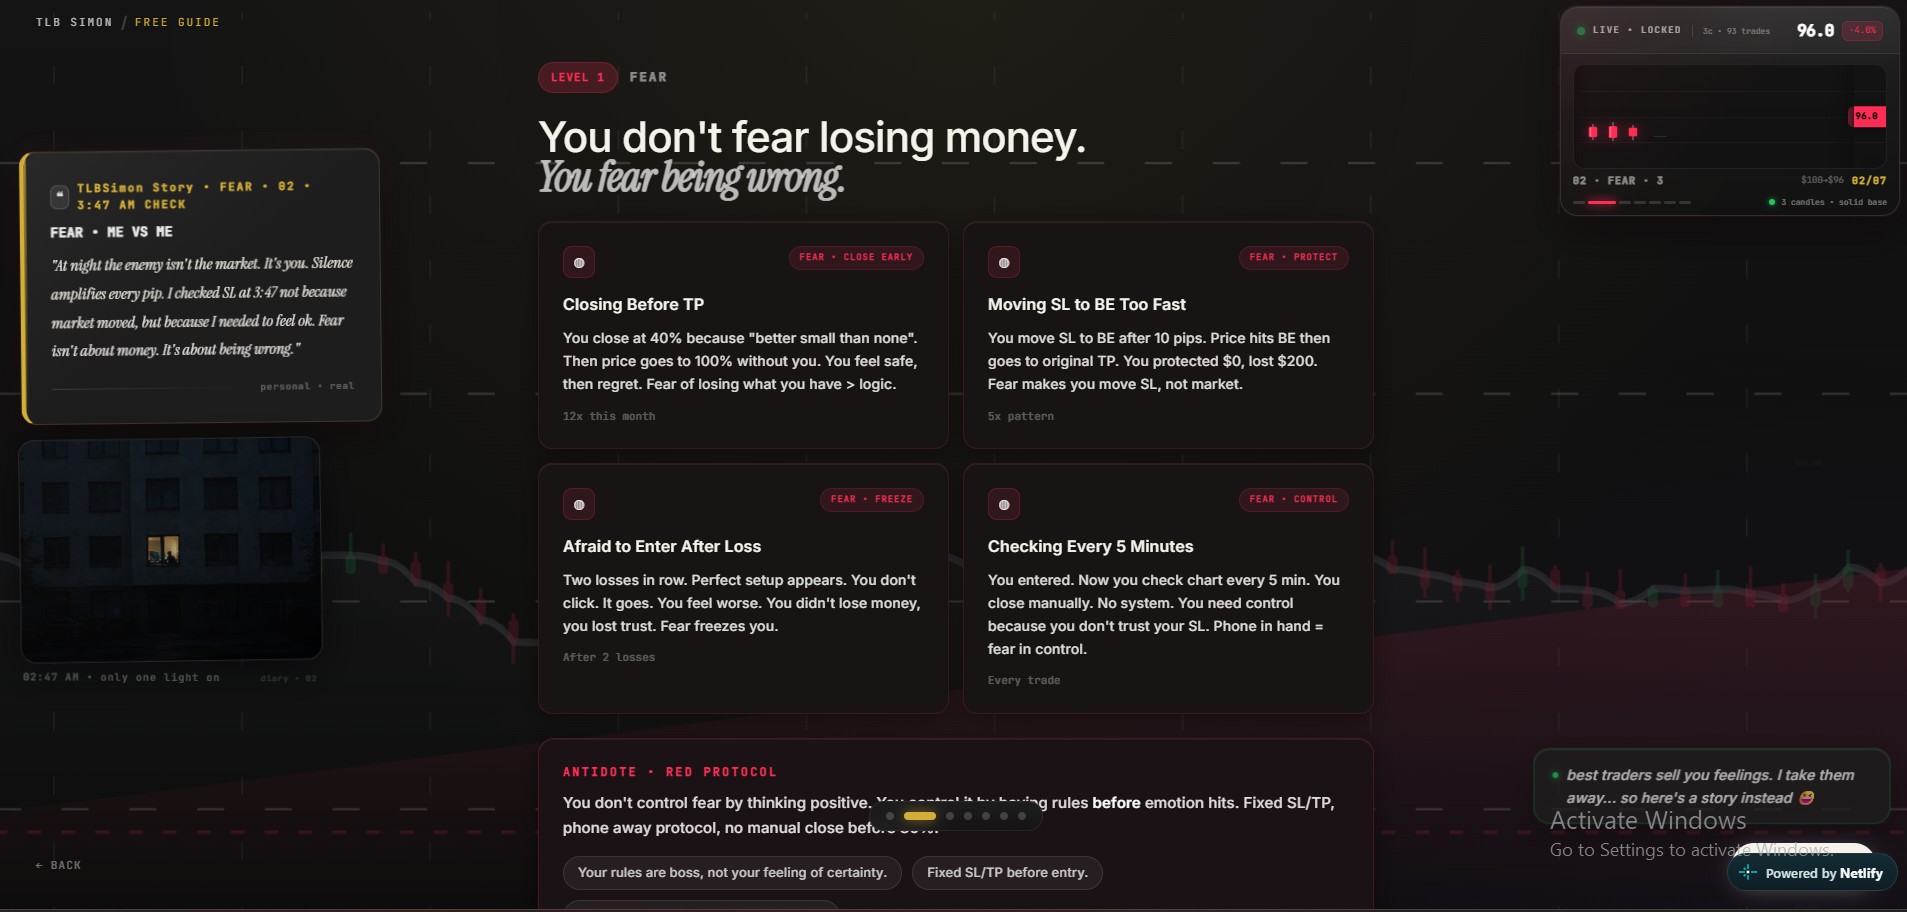 TLB SIMON / FREE GUIDE
LIVE • LOCKED
3c • 93 trades
96.0
-4.0%
96.0
02 • FEAR • 3
$100→$96
02/07
3 candles • solid base
LEVEL 1
FEAR
You don't fear losing money.
You fear being wrong.
TLBSimon Story • FEAR • 02 •
3:47 AM CHECK
FEAR • ME VS ME
"At night the enemy isn't the market. It's you. Silence
amplifies every pip. I checked SL at 3:47 not because
market moved, but because I needed to feel ok. Fear
isn't about money. It's about being wrong."
personal • real
02:47 AM • only one light on
diary • 02
FEAR • CLOSE EARLY
Closing Before TP
You close at 40% because "better small than none".
Then price goes to 100% without you. You feel safe,
then regret. Fear of losing what you have > logic.
12x this month
FEAR • PROTECT
Moving SL to BE Too Fast
You move SL to BE after 10 pips. Price hits BE then
goes to original TP. You protected $0, lost $200.
Fear makes you move SL, not market.
5x pattern
FEAR • FREEZE
Afraid to Enter After Loss
Two losses in row. Perfect setup appears. You don't
click. It goes. You feel worse. You didn't lose money,
you lost trust. Fear freezes you.
After 2 losses
FEAR • CONTROL
Checking Every 5 Minutes
You entered. Now you check chart every 5 min. You
close manually. No system. You need control
because you don't trust your SL. Phone in hand =
fear in control.
Every trade
ANTIDOTE • RED PROTOCOL
You don't control fear by thinking positive. You control it by having rules before emotion hits. Fixed SL/TP,
phone away protocol, no manual close before
Your rules are boss, not your feeling of certainty.
Fixed SL/TP before entry.
best traders sell you feelings. I take them
away... so here's a story instead 😅
Activate Windows
Go to Settings to activate Windows.
Powered by Netlify
← BACK